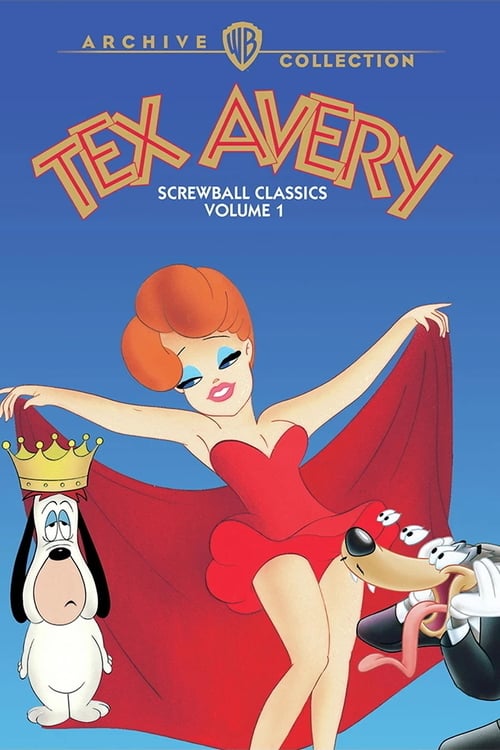 ARCHIVE WB
COLLECTION
TEX AVERY
SCREWBALL CLASSICS
VOLUME 1